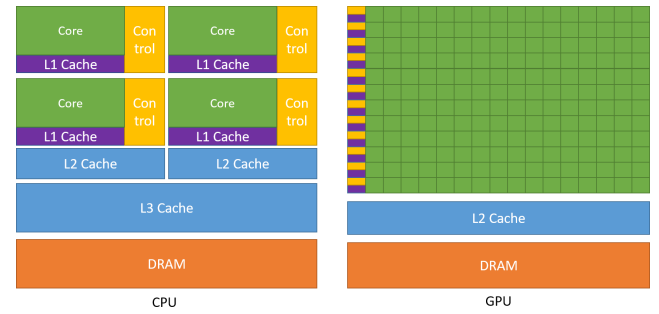 Core
Con
trol
L1 Cache
Core
Con
trol
L1 Cache
Core
Con
trol
L1 Cache
Core
Con
trol
L1 Cache
L2 Cache
L2 Cache
L3 Cache
DRAM
CPU
L2 Cache
DRAM
GPU